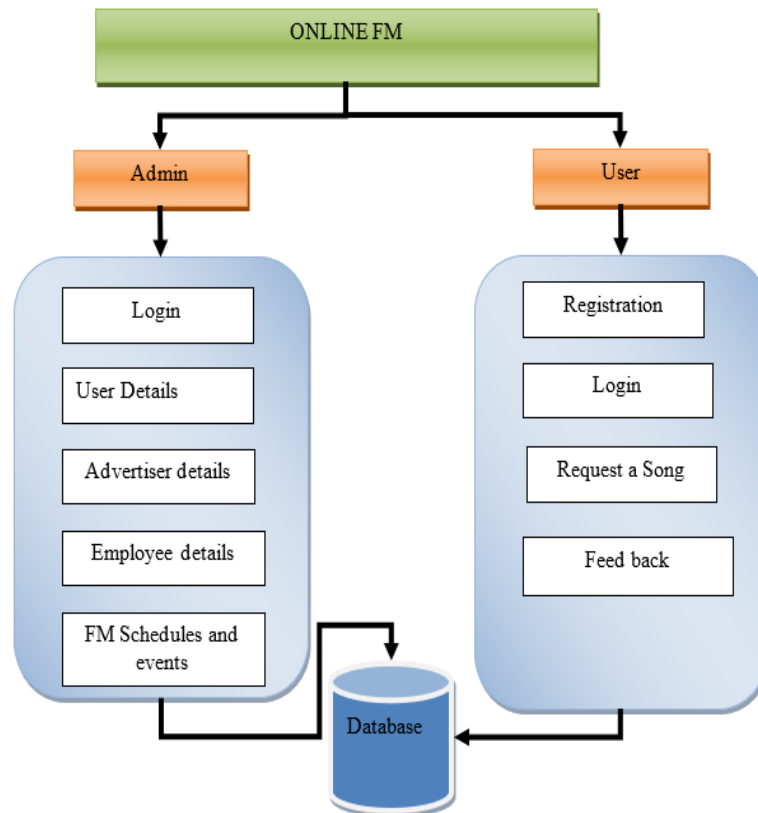 ONLINE FM
Admin
User
Login
User Details
Advertiser details
Employee details
FM Schedules and
events
Registration
Login
Request a Song
Feed back
Database